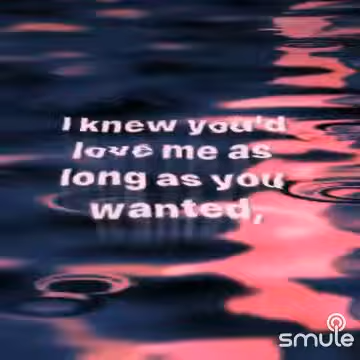 I knew you'd
love me as
long as you
wanted,
smule